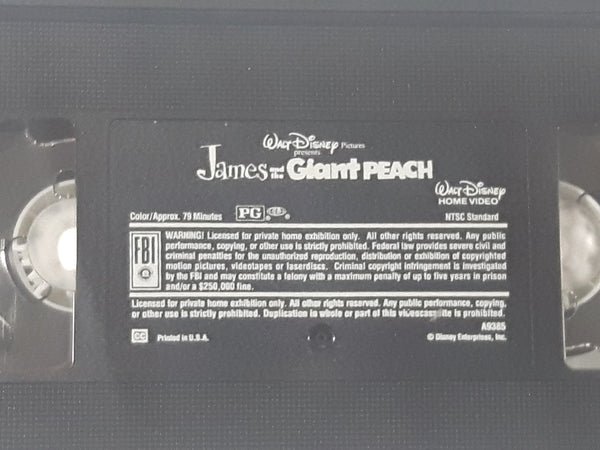 Walt Disney Pictures
presents
James and the Giant PEACH
Walt Disney
HOME VIDEO
Color/Approx. 79 Minutes PG
NTSC Standard
FBI
WARNING! Licensed for private home exhibition only. All other rights reserved. Any public
performance, copying, or other use is strictly prohibited. Federal law provides severe civil and
criminal penalties for the unauthorized reproduction, distribution or exhibition of copyrighted
motion pictures, videotapes or laserdiscs. Criminal copyright infringement is investigated
by the FBI and may constitute a felony with a maximum penalty of up to five years in prison
and/or a $250,000 fine.
Licensed for private home exhibition only. All other rights reserved. Any public performance, copying,
or other use is strictly prohibited. Duplication in whole or part of this videocassette is prohibited.
A9385
CC Printed in U.S.A.
© Disney Enterprises, Inc.